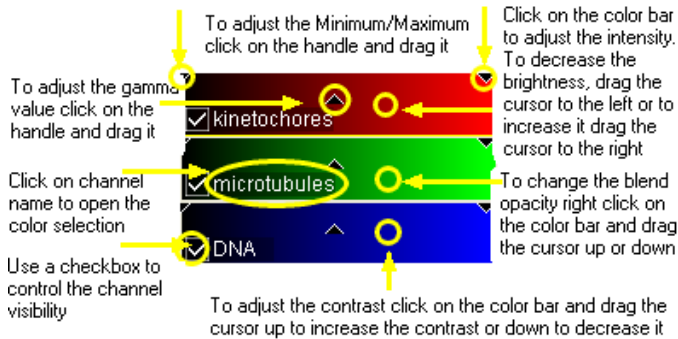 To adjust the Minimum/Maximum
click on the handle and drag it
Click on the color bar
to adjust the intensity.
To decrease the
brightness, drag the
cursor to the left or to
increase it drag the
cursor to the right
To adjust the gamma
value click on the
handle and drag it
kinetochores
Click on channel
name to open the
color selection
microtubules
To change the blend
opacity right click on
the color bar and drag
the cursor up or down
DNA
Use a checkbox to
control the channel
visibility
To adjust the contrast click on the color bar and drag the
cursor up to increase the contrast or down to decrease it